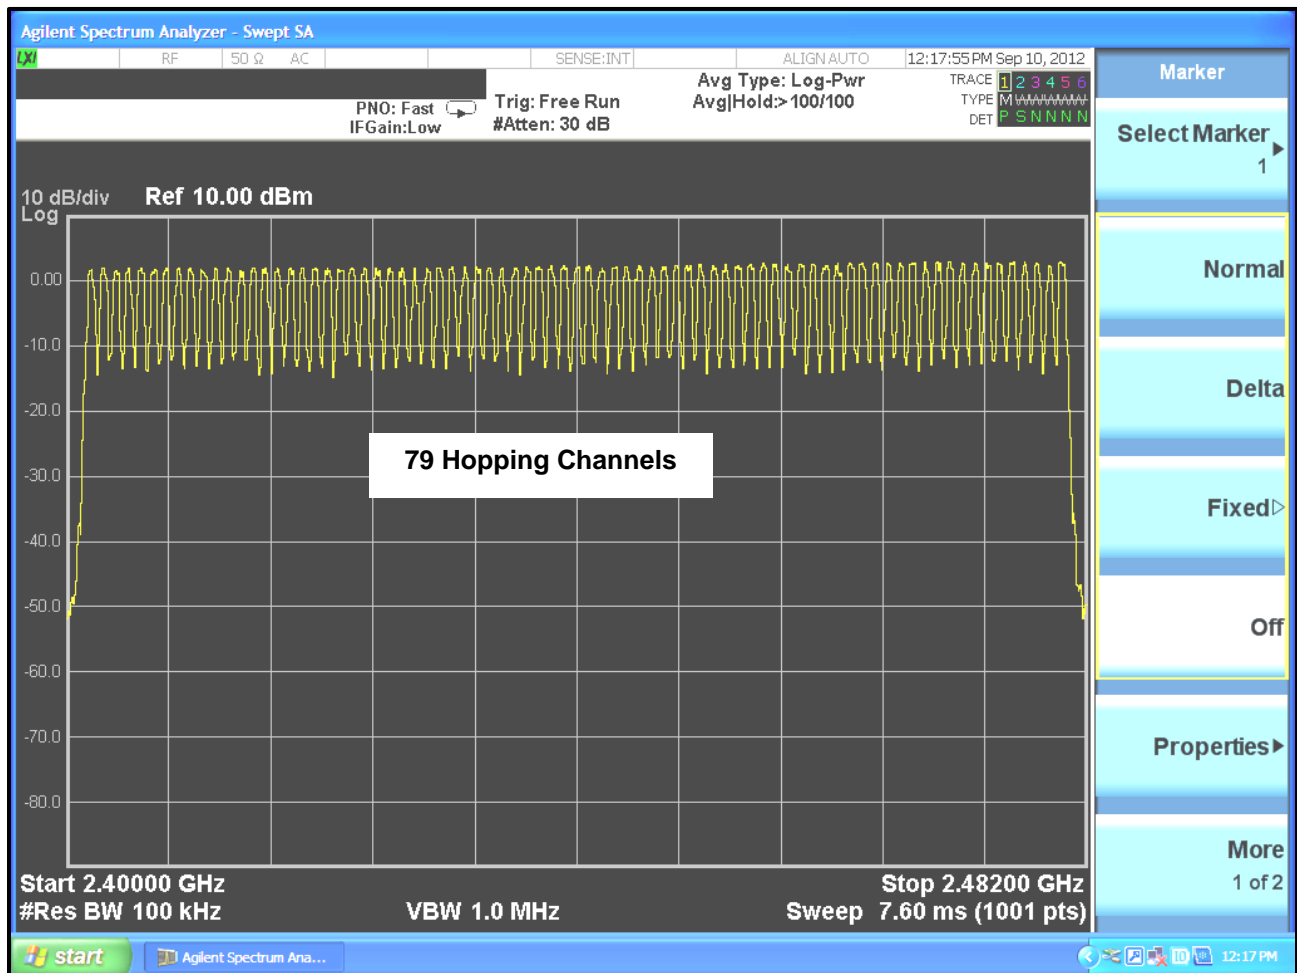 Agilent Spectrum Analyzer - Swept SA
LXI RF 50 Ω AC SENSE:INT ALIGN AUTO 12:17:55 PM Sep 10, 2012
PNO: Fast Trig: Free Run Avg Type: Log-Pwr TRACE 1 2 3 4 5 6
IFGain:Low #Atten: 30 dB Avg|Hold:>100/100 TYPE M WWWWW
DET P S N N N N
10 dB/div Ref 10.00 dBm
Log
0.00
-10.0
-20.0
-30.0
-40.0
-50.0
-60.0
-70.0
-80.0
79 Hopping Channels
Start 2.40000 GHz Stop 2.48200 GHz
#Res BW 100 kHz VBW 1.0 MHz Sweep 7.60 ms (1001 pts)
Marker
Select Marker
1
Normal
Delta
Fixed
Off
Properties
More
1 of 2
start Agilent Spectrum Ana... 12:17 PM